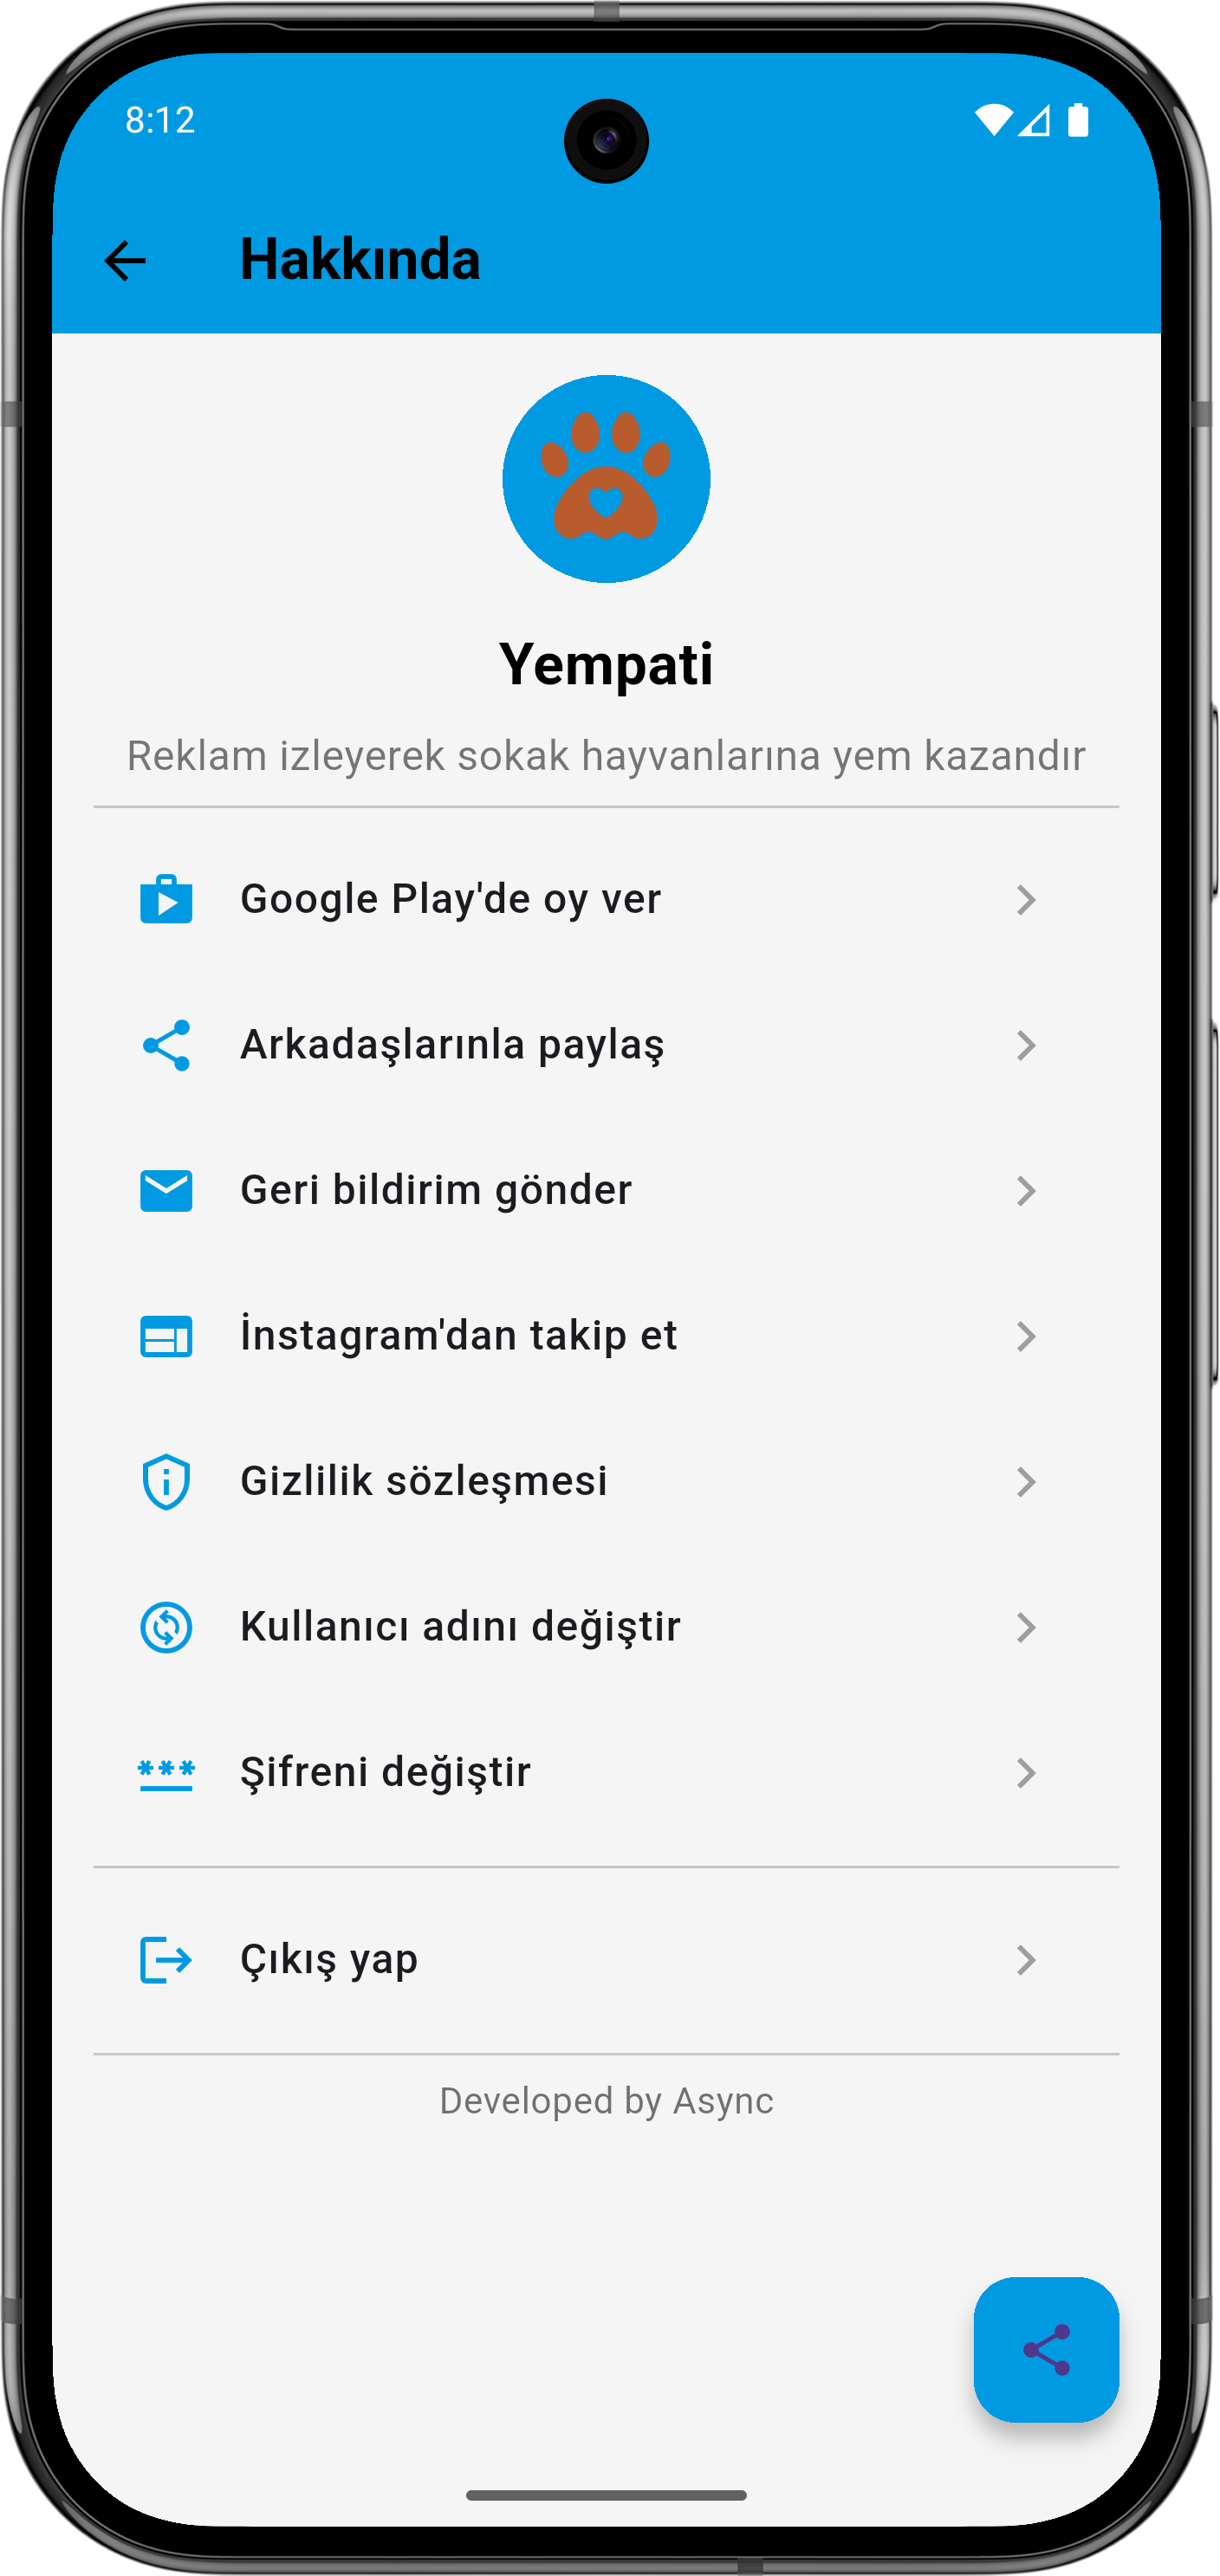 8:12
Hakkında
Yempati
Reklam izleyerek sokak hayvanlarına yem kazandır
Google Play'de oy ver
Arkadaşlarınla paylaş
Geri bildirim gönder
İnstagram'dan takip et
Gizlilik sözleşmesi
Kullanıcı adını değiştir
Şifreni değiştir
Çıkış yap
Developed by Async